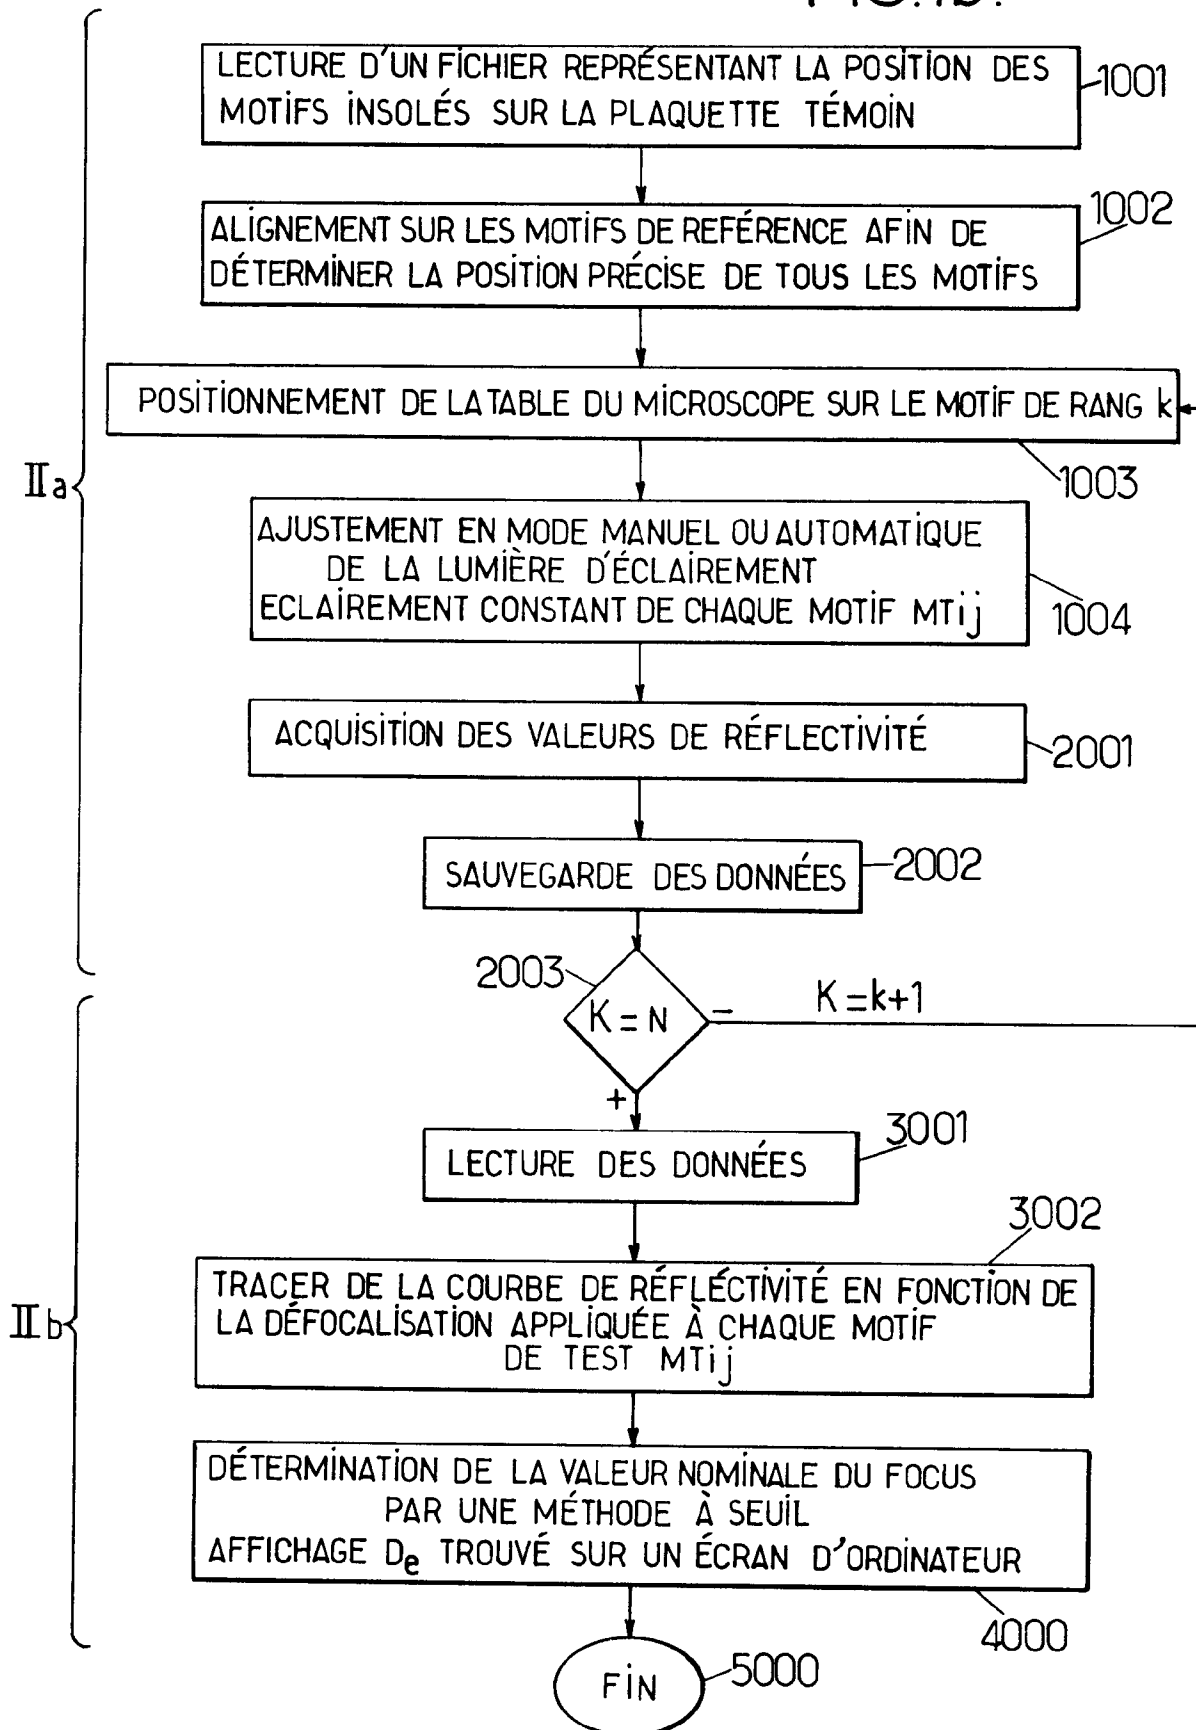 FIG.1b.
LECTURE D'UN FICHIER REPRÉSENTANT LA POSITION DES
MOTIFS INSOLÉS SUR LA PLAQUETTE TÉMOIN
1001
ALIGNEMENT SUR LES MOTIFS DE REFÉRENCE AFIN DE
DÉTERMINER LA POSITION PRÉCISE DE TOUS LES MOTIFS
1002
POSITIONNEMENT DE LA TABLE DU MICROSCOPE SUR LE MOTIF DE RANG k
1003
IIa
AJUSTEMENT EN MODE MANUEL OU AUTOMATIQUE
DE LA LUMIÈRE D'ÉCLAIREMENT
ECLAIREMENT CONSTANT DE CHAQUE MOTIF MTij
1004
ACQUISITION DES VALEURS DE RÉFLECTIVITÉ
2001
SAUVEGARDE DES DONNÉES
2002
2003
K = N
-
K = k+1
+
LECTURE DES DONNÉES
3001
3002
TRACER DE LA COURBE DE RÉFLÉCTIVITÉ EN FONCTION DE
LA DÉFOCALISATION APPLIQUÉE À CHAQUE MOTIF
DE TEST MTij
IIb
DÉTERMINATION DE LA VALEUR NOMINALE DU FOCUS
PAR UNE MÉTHODE À SEUIL
AFFICHAGE De TROUVÉ SUR UN ÉCRAN D'ORDINATEUR
4000
FIN
5000